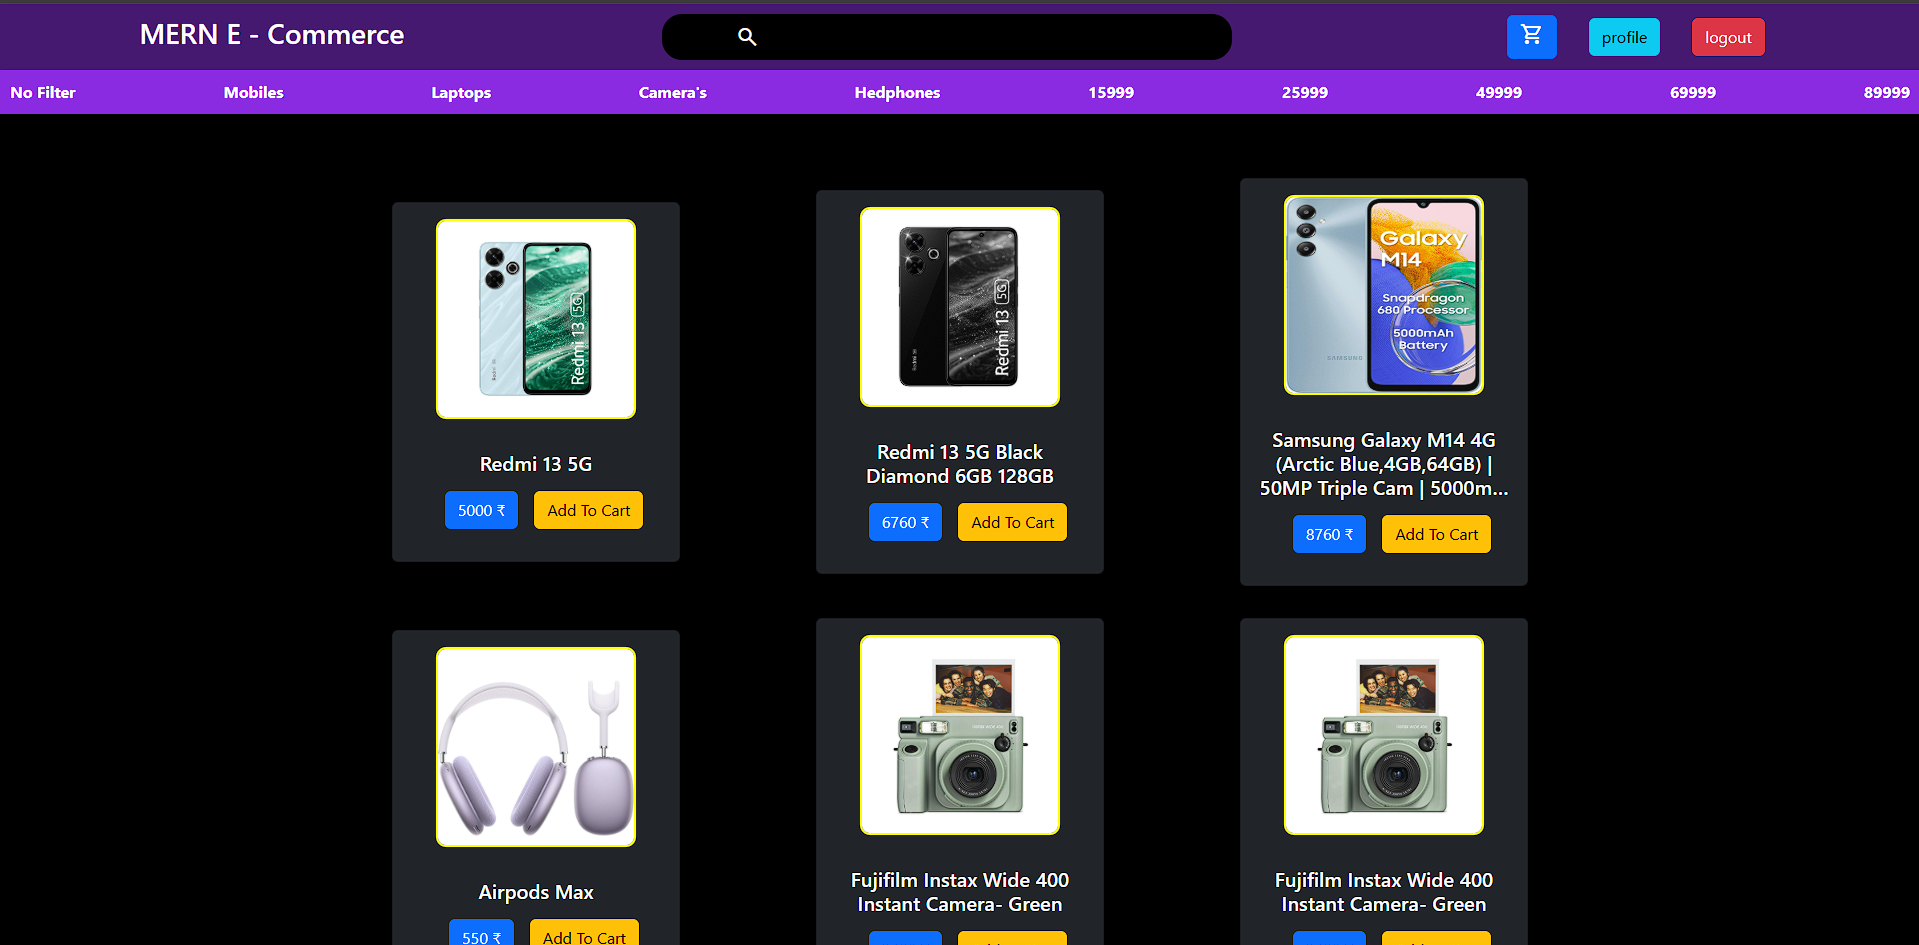 MERN E - Commerce
profile
logout
No Filter
Mobiles
Laptops
Camera's
Hedphones
15999
25999
49999
69999
89999
Redmi 13 5G
Redmi 13 5G
5000 ₹
Add To Cart
Redmi 13 5G
Redmi 13 5G Black
Diamond 6GB 128GB
6760 ₹
Add To Cart
Galaxy
M14
Snapdragon
680 Processor
5000mAh
Battery
SAMSUNG
Samsung Galaxy M14 4G
(Arctic Blue,4GB,64GB) |
50MP Triple Cam | 5000m...
8760 ₹
Add To Cart
Airpods Max
550 ₹
Add To Cart
Fujifilm Instax Wide 400
Instant Camera- Green
Fujifilm Instax Wide 400
Instant Camera- Green